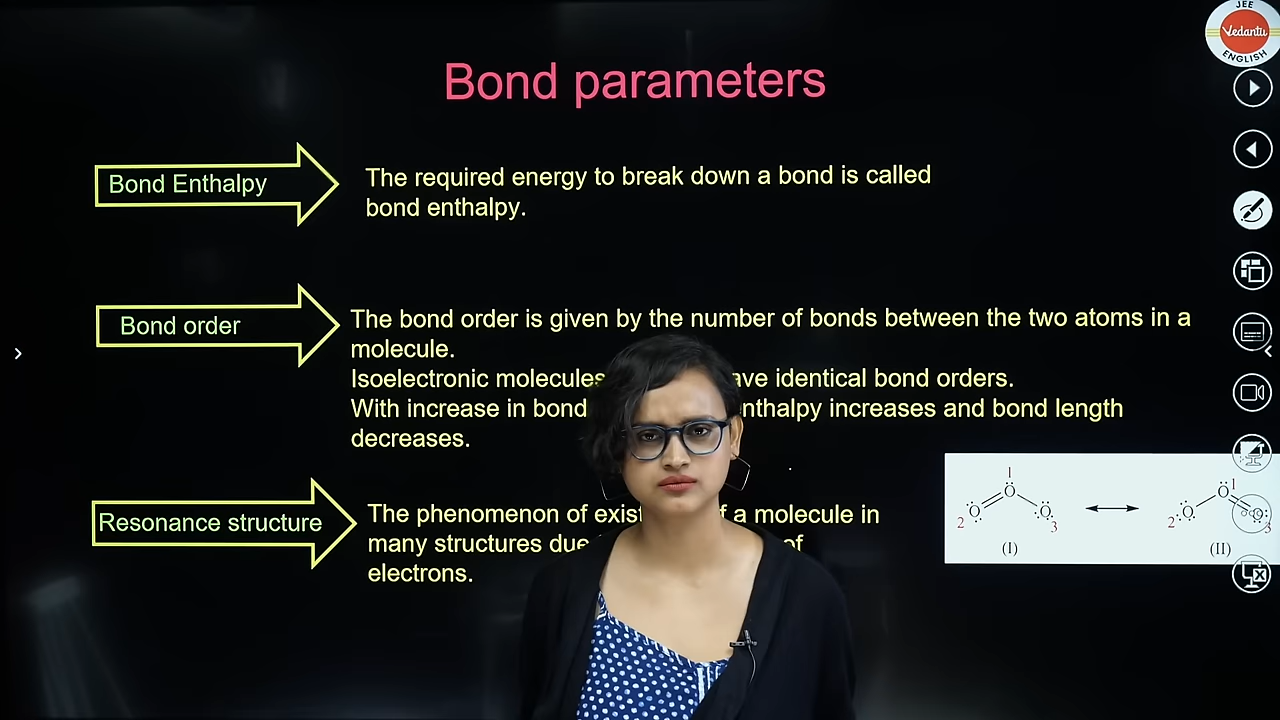 JEE
Vedantu
ENGLISH
Bond parameters
Bond Enthalpy
The required energy to break down a bond is called
bond enthalpy.
Bond order
The bond order is given by the number of bonds between the two atoms in a
molecule.
Isoelectronic molecules ave identical bond orders.
With increase in bond nthalpy increases and bond length
decreases.
Resonance structure
The phenomenon of exist f a molecule in
many structures due of
electrons.
1
O
2 O O 3
(I)
O 1
2 O O 3
(II)